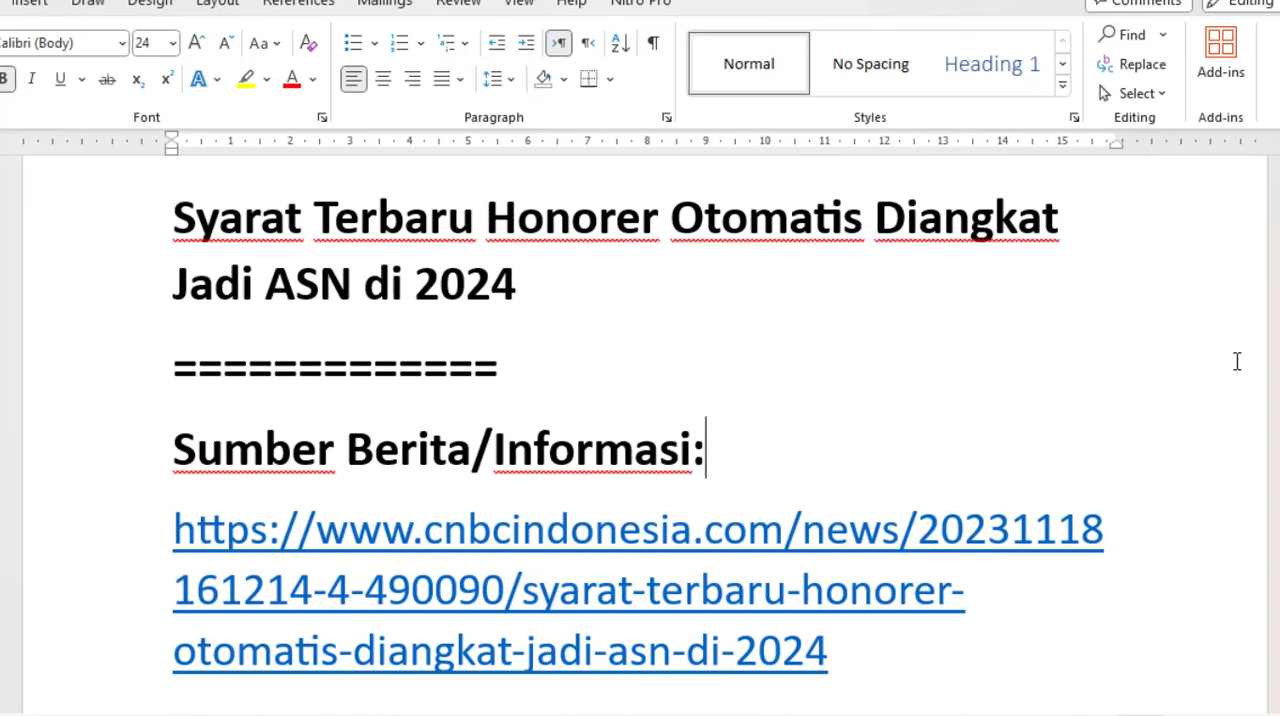 Insert Draw Design Layout References Mailings Review View Help Nitro Pro Comments Editing
Calibri (Body) 24 Aa Find
B I U ab x₂ x² A A Normal No Spacing Heading 1 Replace Add-ins
Select
Font Paragraph Styles Editing Add-ins
1 2 3 4 5 6 7 8 9 10 11 12 13 14 15
Syarat Terbaru Honorer Otomatis Diangkat
Jadi ASN di 2024
=============
Sumber Berita/Informasi:
https://www.cnbcindonesia.com/news/20231118
161214-4-490090/syarat-terbaru-honorer-
otomatis-diangkat-jadi-asn-di-2024